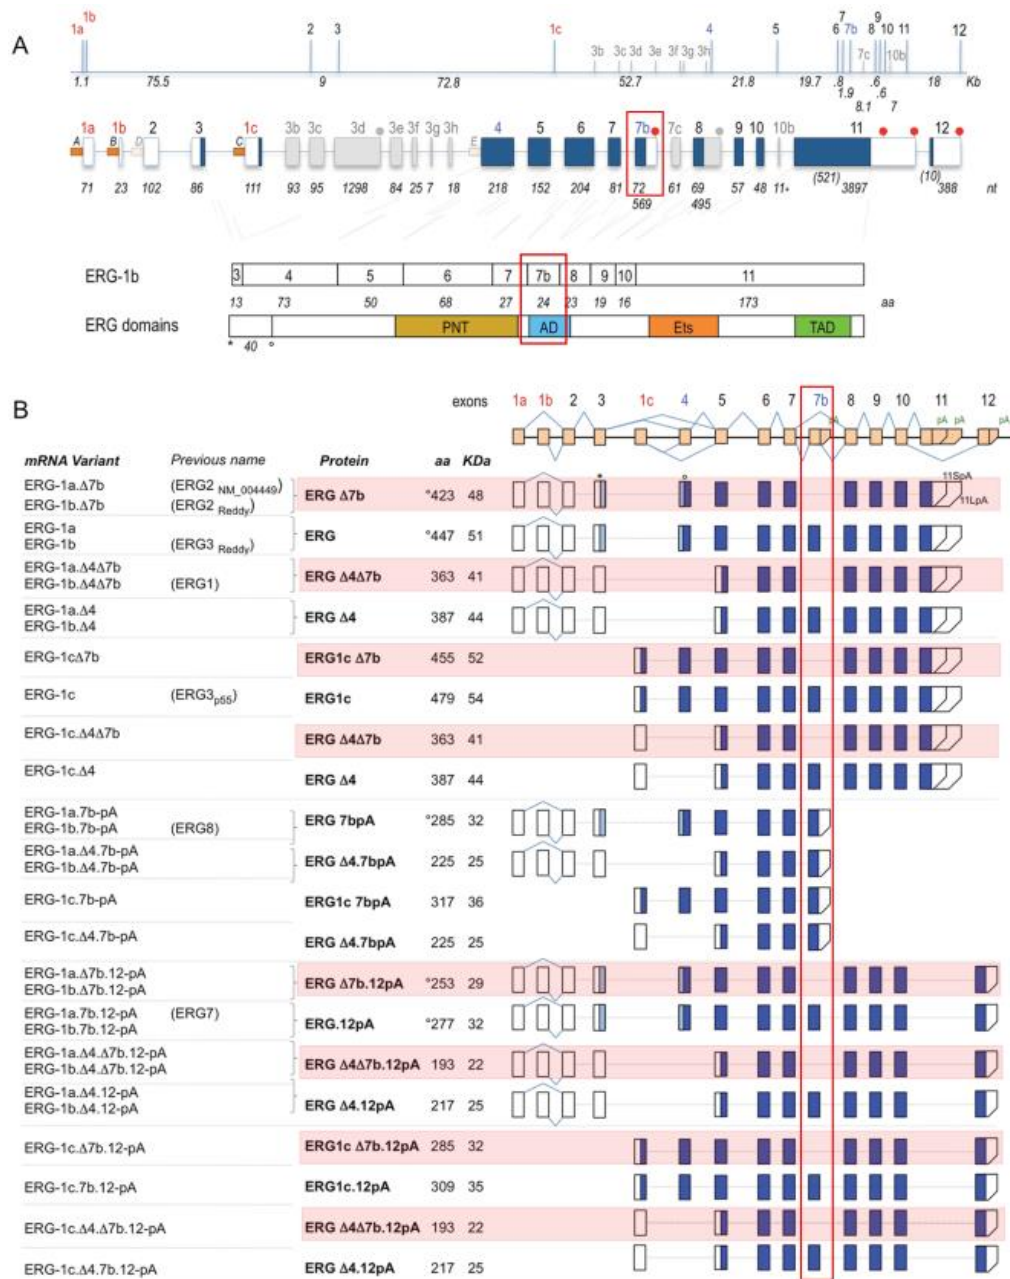 A
1a 1b 2 3 1c 4 5 6 7 7b 8 9 10 11 12
3b 3c 3d 3e 3f 3g 3h 7c 10b
1.1 75.5 9 72.8 52.7 21.8 19.7 .8 1.9 8.1 .6 .6 7 18 Kb
A 1a B 1b D 2 3 C 1c 3b 3c 3d 3e 3f 3g 3h E 4 5 6 7 7b 7c 8 9 10 10b 11 12
71 23 102 86 111 93 95 1298 84 25 7 18 218 152 204 81 72 61 69 57 48 11+ (521) 3897 (10) 388 nt
569 495
ERG-1b 3 4 5 6 7 7b 8 9 10 11
13 73 50 68 27 24 23 19 16 173 aa
ERG domains PNT AD Ets TAD
* 40 °
B
exons 1a 1b 2 3 1c 4 5 6 7 7b 8 9 10 11 12
pA pA pA pA
mRNA Variant Previous name Protein aa KDa
ERG-1a.Δ7b (ERG2 NM_004449)
ERG-1b.Δ7b (ERG2 Reddy)
ERG Δ7b °423 48
* °
11SpA
11LpA
ERG-1a
ERG-1b (ERG3 Reddy)
ERG °447 51
ERG-1a.Δ4Δ7b
ERG-1b.Δ4Δ7b (ERG1)
ERG Δ4Δ7b 363 41
ERG-1a.Δ4
ERG-1b.Δ4
ERG Δ4 387 44
ERG-1cΔ7b ERG1c Δ7b 455 52
ERG-1c (ERG3p55) ERG1c 479 54
ERG-1c.Δ4Δ7b ERG Δ4Δ7b 363 41
ERG-1c.Δ4 ERG Δ4 387 44
ERG-1a.7b-pA
ERG-1b.7b-pA (ERG8)
ERG 7bpA °285 32
ERG-1a.Δ4.7b-pA
ERG-1b.Δ4.7b-pA
ERG Δ4.7bpA 225 25
ERG-1c.7b-pA ERG1c 7bpA 317 36
ERG-1c.Δ4.7b-pA ERG Δ4.7bpA 225 25
ERG-1a.Δ7b.12-pA
ERG-1b.Δ7b.12-pA
ERG Δ7b.12pA °253 29
ERG-1a.7b.12-pA (ERG7)
ERG-1b.7b.12-pA
ERG.12pA °277 32
ERG-1a.Δ4.Δ7b.12-pA
ERG-1b.Δ4.Δ7b.12-pA
ERG Δ4Δ7b.12pA 193 22
ERG-1a.Δ4.12-pA
ERG-1b.Δ4.12-pA
ERG Δ4.12pA 217 25
ERG-1c.Δ7b.12-pA ERG1c Δ7b.12pA 285 32
ERG-1c.7b.12-pA ERG1c.12pA 309 35
ERG-1c.Δ4.Δ7b.12-pA ERG Δ4Δ7b.12pA 193 22
ERG-1c.Δ4.7b.12-pA ERG Δ4.12pA 217 25